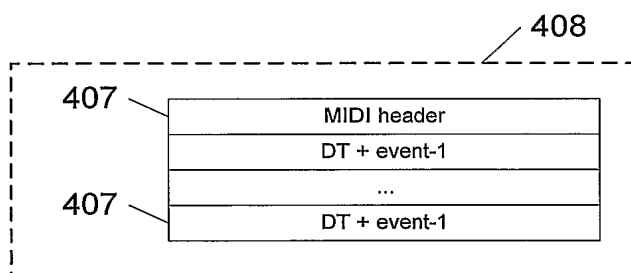 408
407
MIDI header
DT + event-1
...
407
DT + event-1